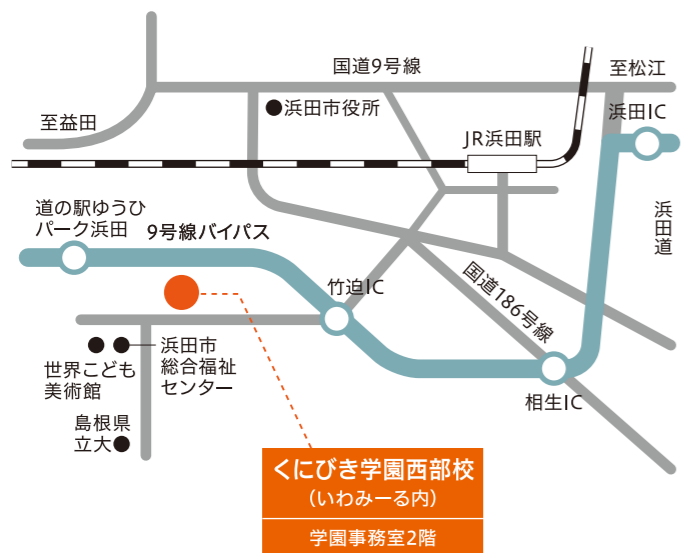 国道9号線
至松江
浜田市役所
浜田IC
至益田
JR浜田駅
道の駅ゆうひ
パーク浜田
9号線バイパス
浜田道
竹迫IC
国道186号線
浜田市
総合福祉
センター
世界こども
美術館
相生IC
島根県
立大
くにびき学園西部校
(いわみーる内)
学園事務室2階